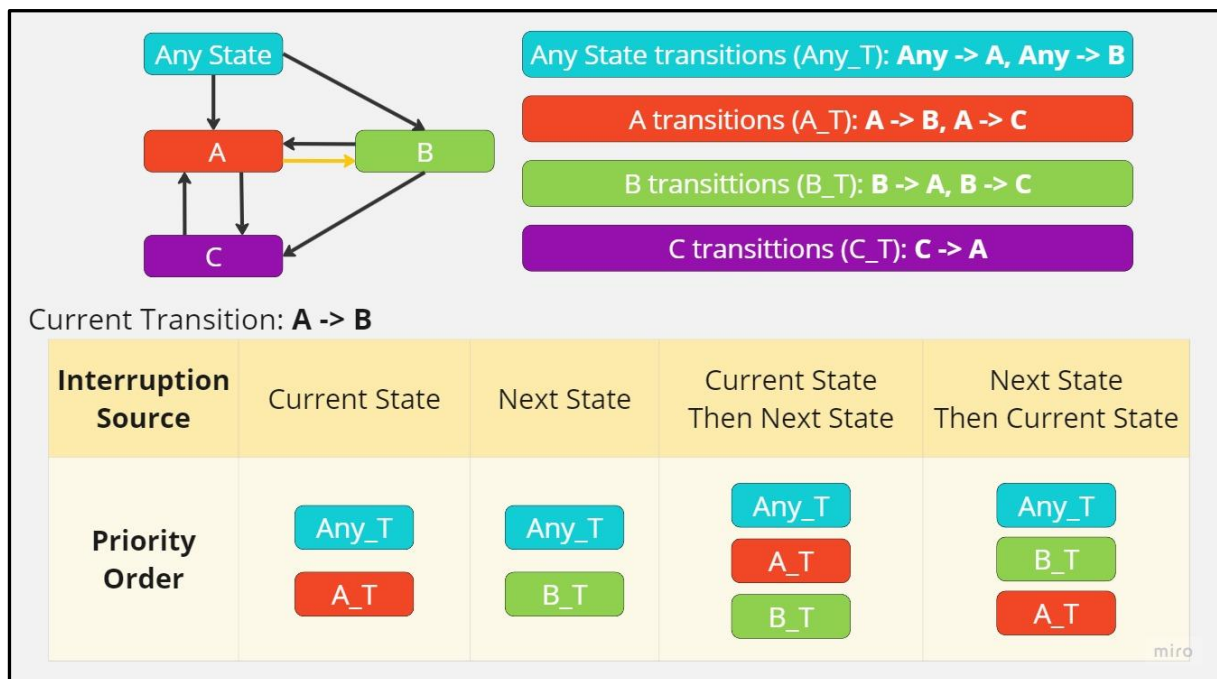 Any State
A
B
C
Any State transitions (Any_T): Any -> A, Any -> B
A transitions (A_T): A -> B, A -> C
B transittions (B_T): B -> A, B -> C
C transittions (C_T): C -> A
Current Transition: A -> B
Interruption
Source
Current State
Next State
Current State
Then Next State
Next State
Then Current State
Priority
Order
Any_T
A_T
Any_T
B_T
Any_T
A_T
B_T
Any_T
B_T
A_T
miro